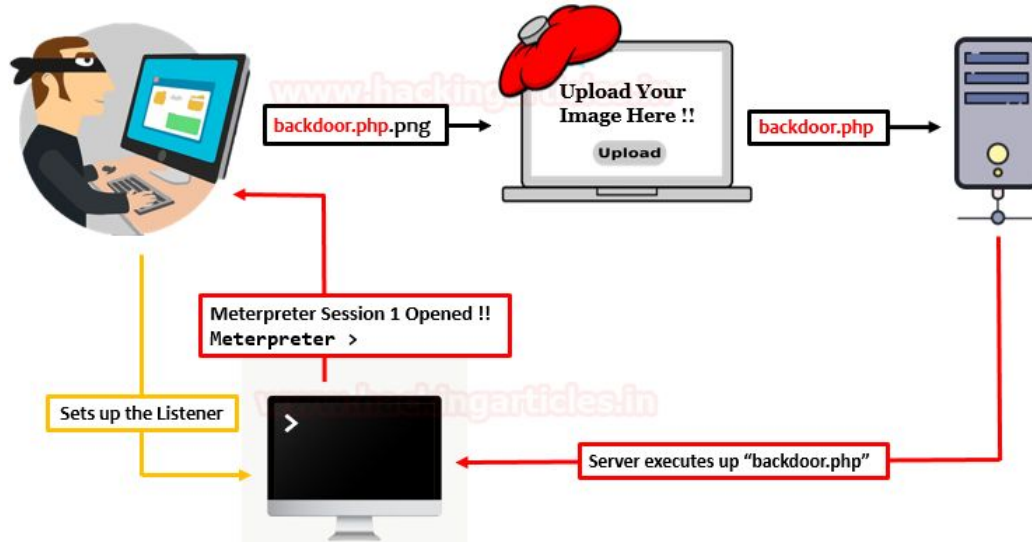 www.hackingarticles.in
backdoor.php.png
Upload Your
Image Here !!
Upload
backdoor.php
Meterpreter Session 1 Opened !!
Meterpreter >
Sets up the Listener
www.hackingarticles.in
>
Server executes up “backdoor.php”